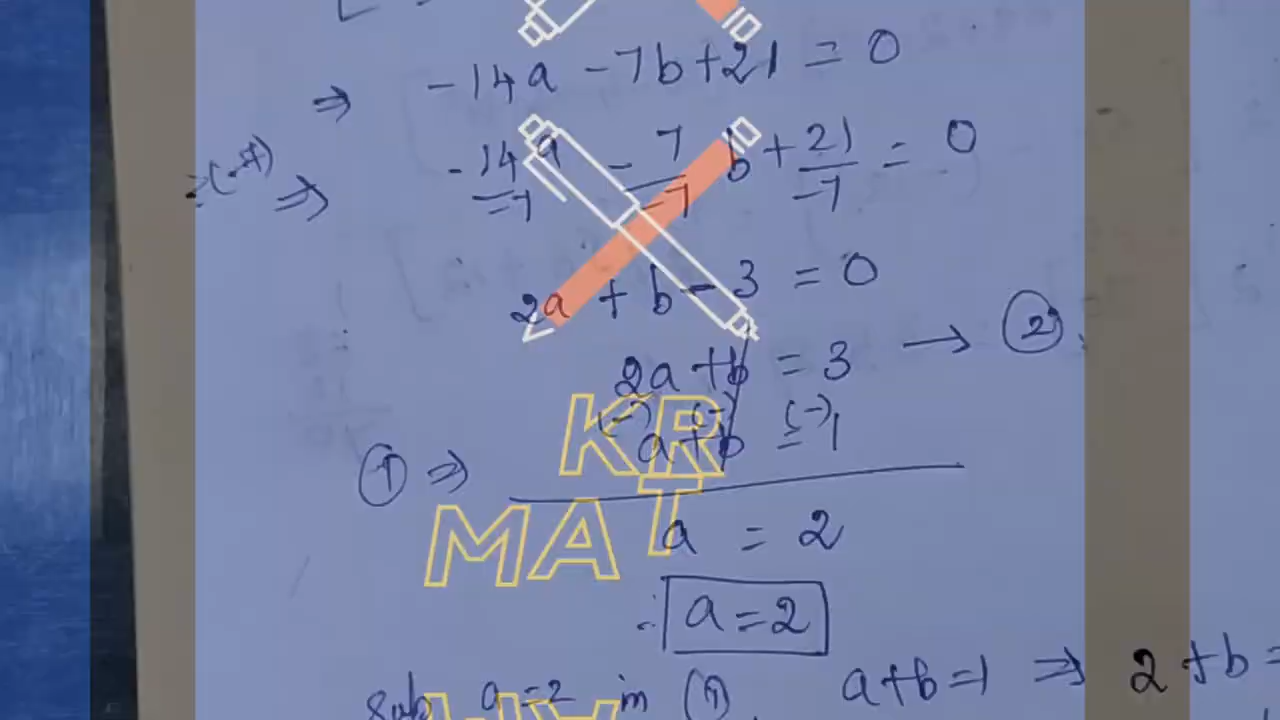 ⇒ -14a - 7b + 21 = 0
÷(-7) ⇒ -14a/-7 - 7/-7 b + 21/-7 = 0
2a + b - 3 = 0
2a + b = 3 → ②
(-) (-) (-)
① ⇒ a + b = 1
a = 2
∴ a = 2
sub a = 2 in ① a + b = 1 ⇒ 2 + b =
KR
MAT